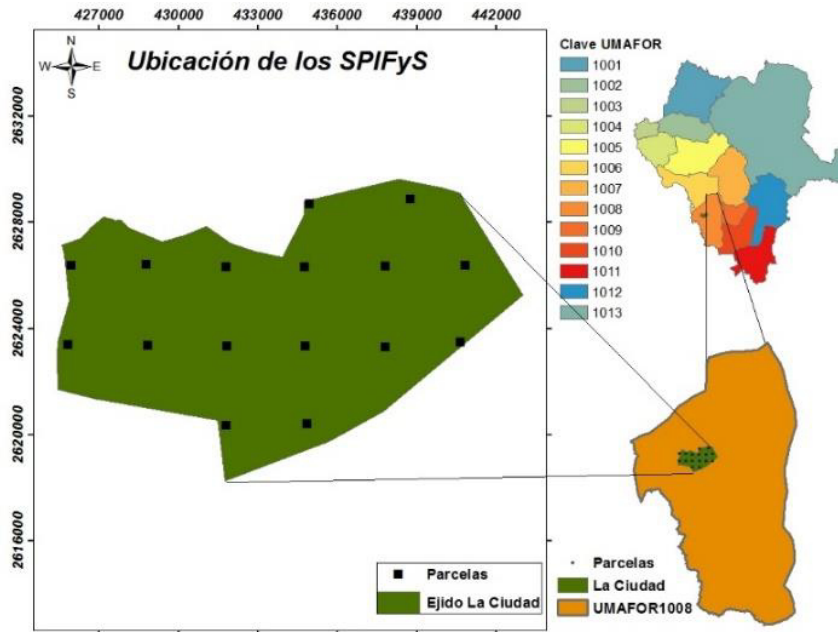 427000 430000 433000 436000 439000 442000
N
W E
S
Ubicación de los SPIFyS
2632000
2628000
2624000
2620000
2616000
Parcelas
Ejido La Ciudad
Clave UMAFOR
1001
1002
1003
1004
1005
1006
1007
1008
1009
1010
1011
1012
1013
Parcelas
La Ciudad
UMAFOR1008